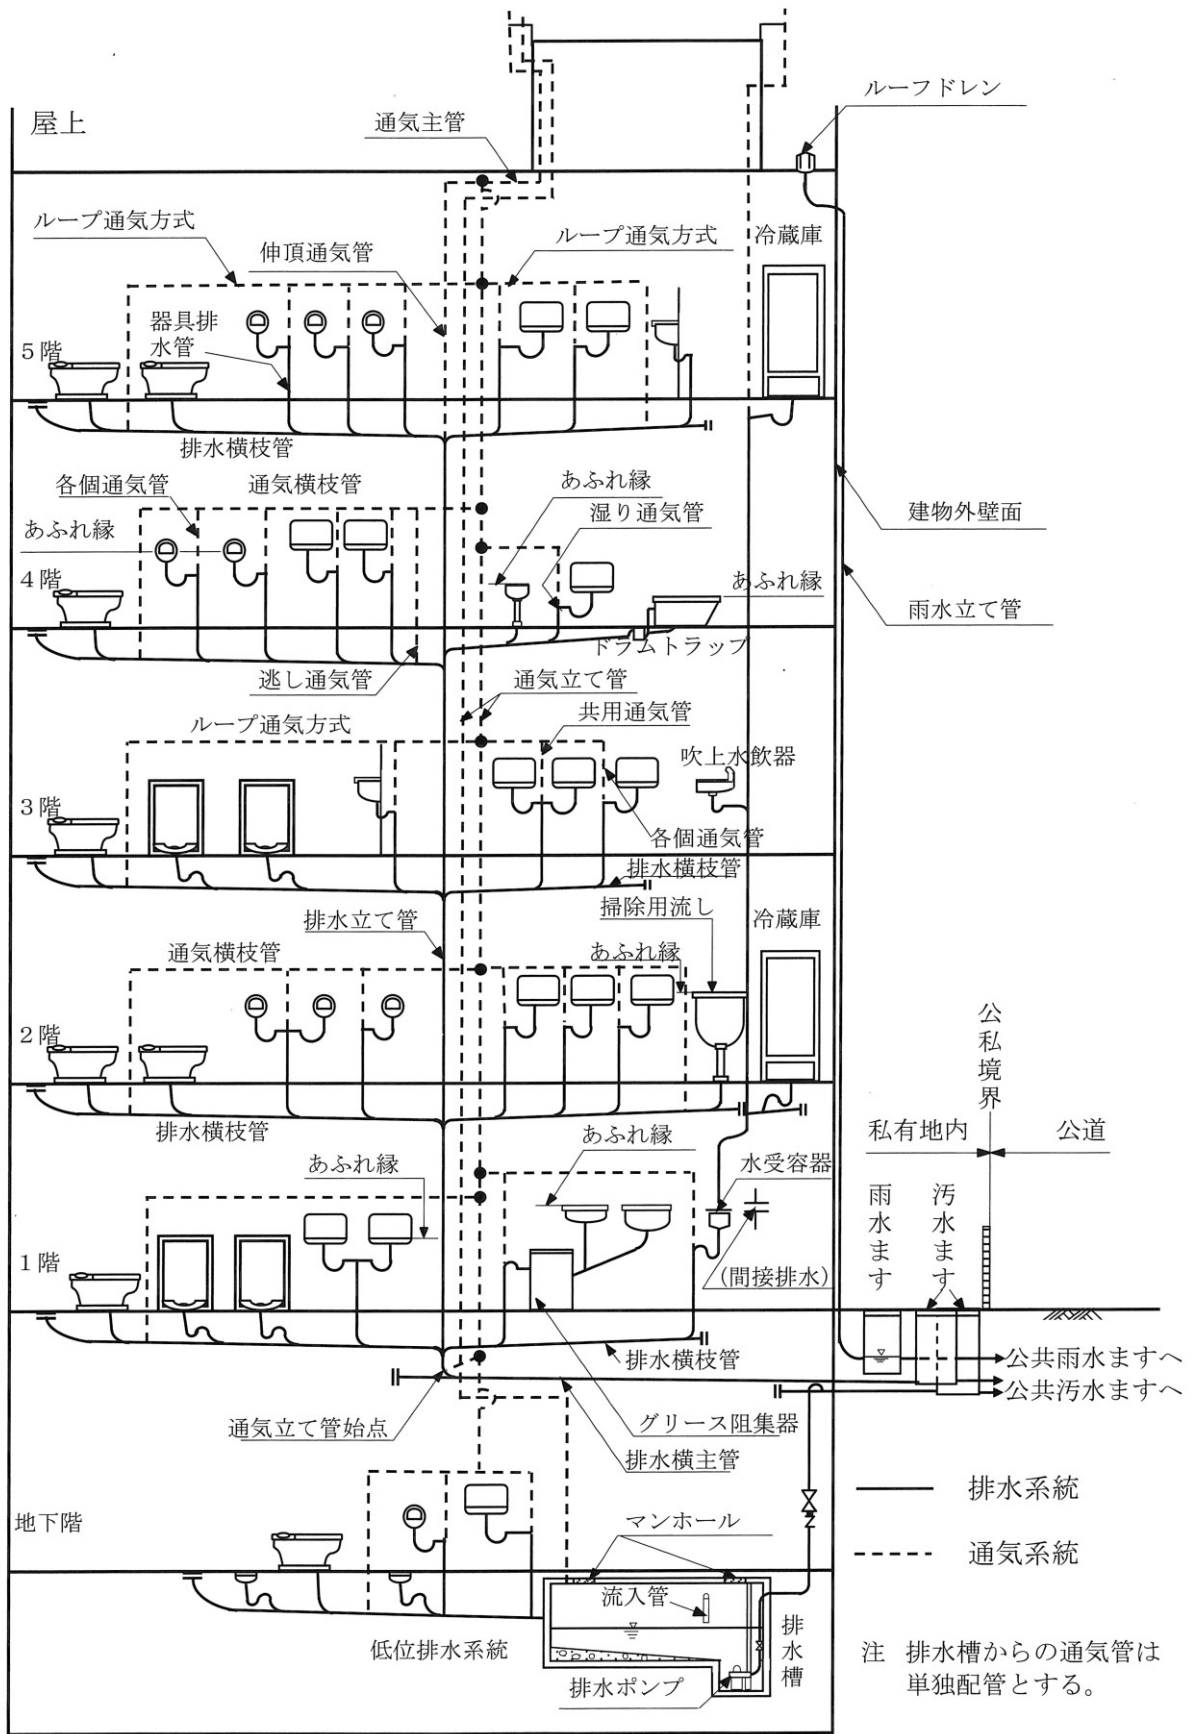 ルーフドレン
屋上
通気主管
ループ通気方式
伸頂通気管
ループ通気方式
冷蔵庫
器具排
水管
5階
排水横枝管
各個通気管
通気横枝管
あふれ縁
湿り通気管
あふれ縁
建物外壁面
4階
あふれ縁
雨水立て管
ドラムトラップ
逃し通気管
通気立て管
ループ通気方式
共用通気管
吹上水飲器
3階
各個通気管
排水横枝管
掃除用流し
排水立て管
冷蔵庫
通気横枝管
あふれ縁
2階
公私境界
排水横枝管
あふれ縁
私有地内
公道
あふれ縁
水受容器
雨水ます
汚水ます
1階
(間接排水)
排水横枝管
公共雨水ますへ
公共汚水ますへ
通気立て管始点
グリース阻集器
排水横主管
排水系統
地下階
マンホール
通気系統
流入管
低位排水系統
排水槽
排水ポンプ
注 排水槽からの通気管は
単独配管とする。